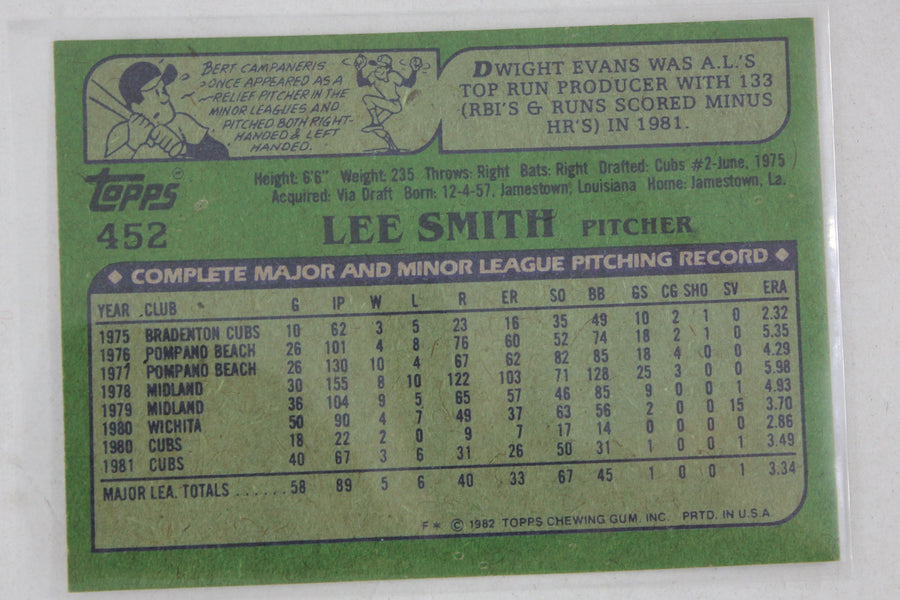 BERT CAMPANERIS
ONCE APPEARED AS A
RELIEF PITCHER IN THE
MINOR LEAGUES AND
PITCHED BOTH RIGHT-
HANDED & LEFT
HANDED.
DWIGHT EVANS WAS A.L.'S
TOP RUN PRODUCER WITH 133
(RBI'S & RUNS SCORED MINUS
HR'S) IN 1981.
TOPPS
452
Height: 6'6" Weight: 235 Throws: Right Bats: Right Drafted: Cubs #2-June, 1975
Acquired: Via Draft Born: 12-4-57, Jamestown, Louisiana Home: Jamestown, La.
LEE SMITH PITCHER
COMPLETE MAJOR AND MINOR LEAGUE PITCHING RECORD
YEAR CLUB G IP W L R ER SO BB GS CG SHO SV ERA
1975 BRADENTON CUBS 10 62 3 5 23 16 35 49 10 2 1 0 2.32
1976 POMPANO BEACH 26 101 4 8 76 60 52 74 18 2 1 0 5.35
1977 POMPANO BEACH 26 130 10 4 67 62 82 85 18 4 0 0 4.29
1978 MIDLAND 30 155 8 10 122 103 71 128 25 3 0 0 5.98
1979 MIDLAND 36 104 9 5 65 57 46 85 9 0 0 1 4.93
1980 WICHITA 50 90 4 7 49 37 63 56 2 0 0 15 3.70
1980 CUBS 18 22 2 0 9 7 17 14 0 0 0 0 2.86
1981 CUBS 40 67 3 6 31 26 50 31 1 0 0 1 3.49
MAJOR LEA. TOTALS ....... 58 89 5 6 40 33 67 45 1 0 0 1 3.34
F* © 1982 TOPPS CHEWING GUM, INC. PRTD. IN U.S.A.